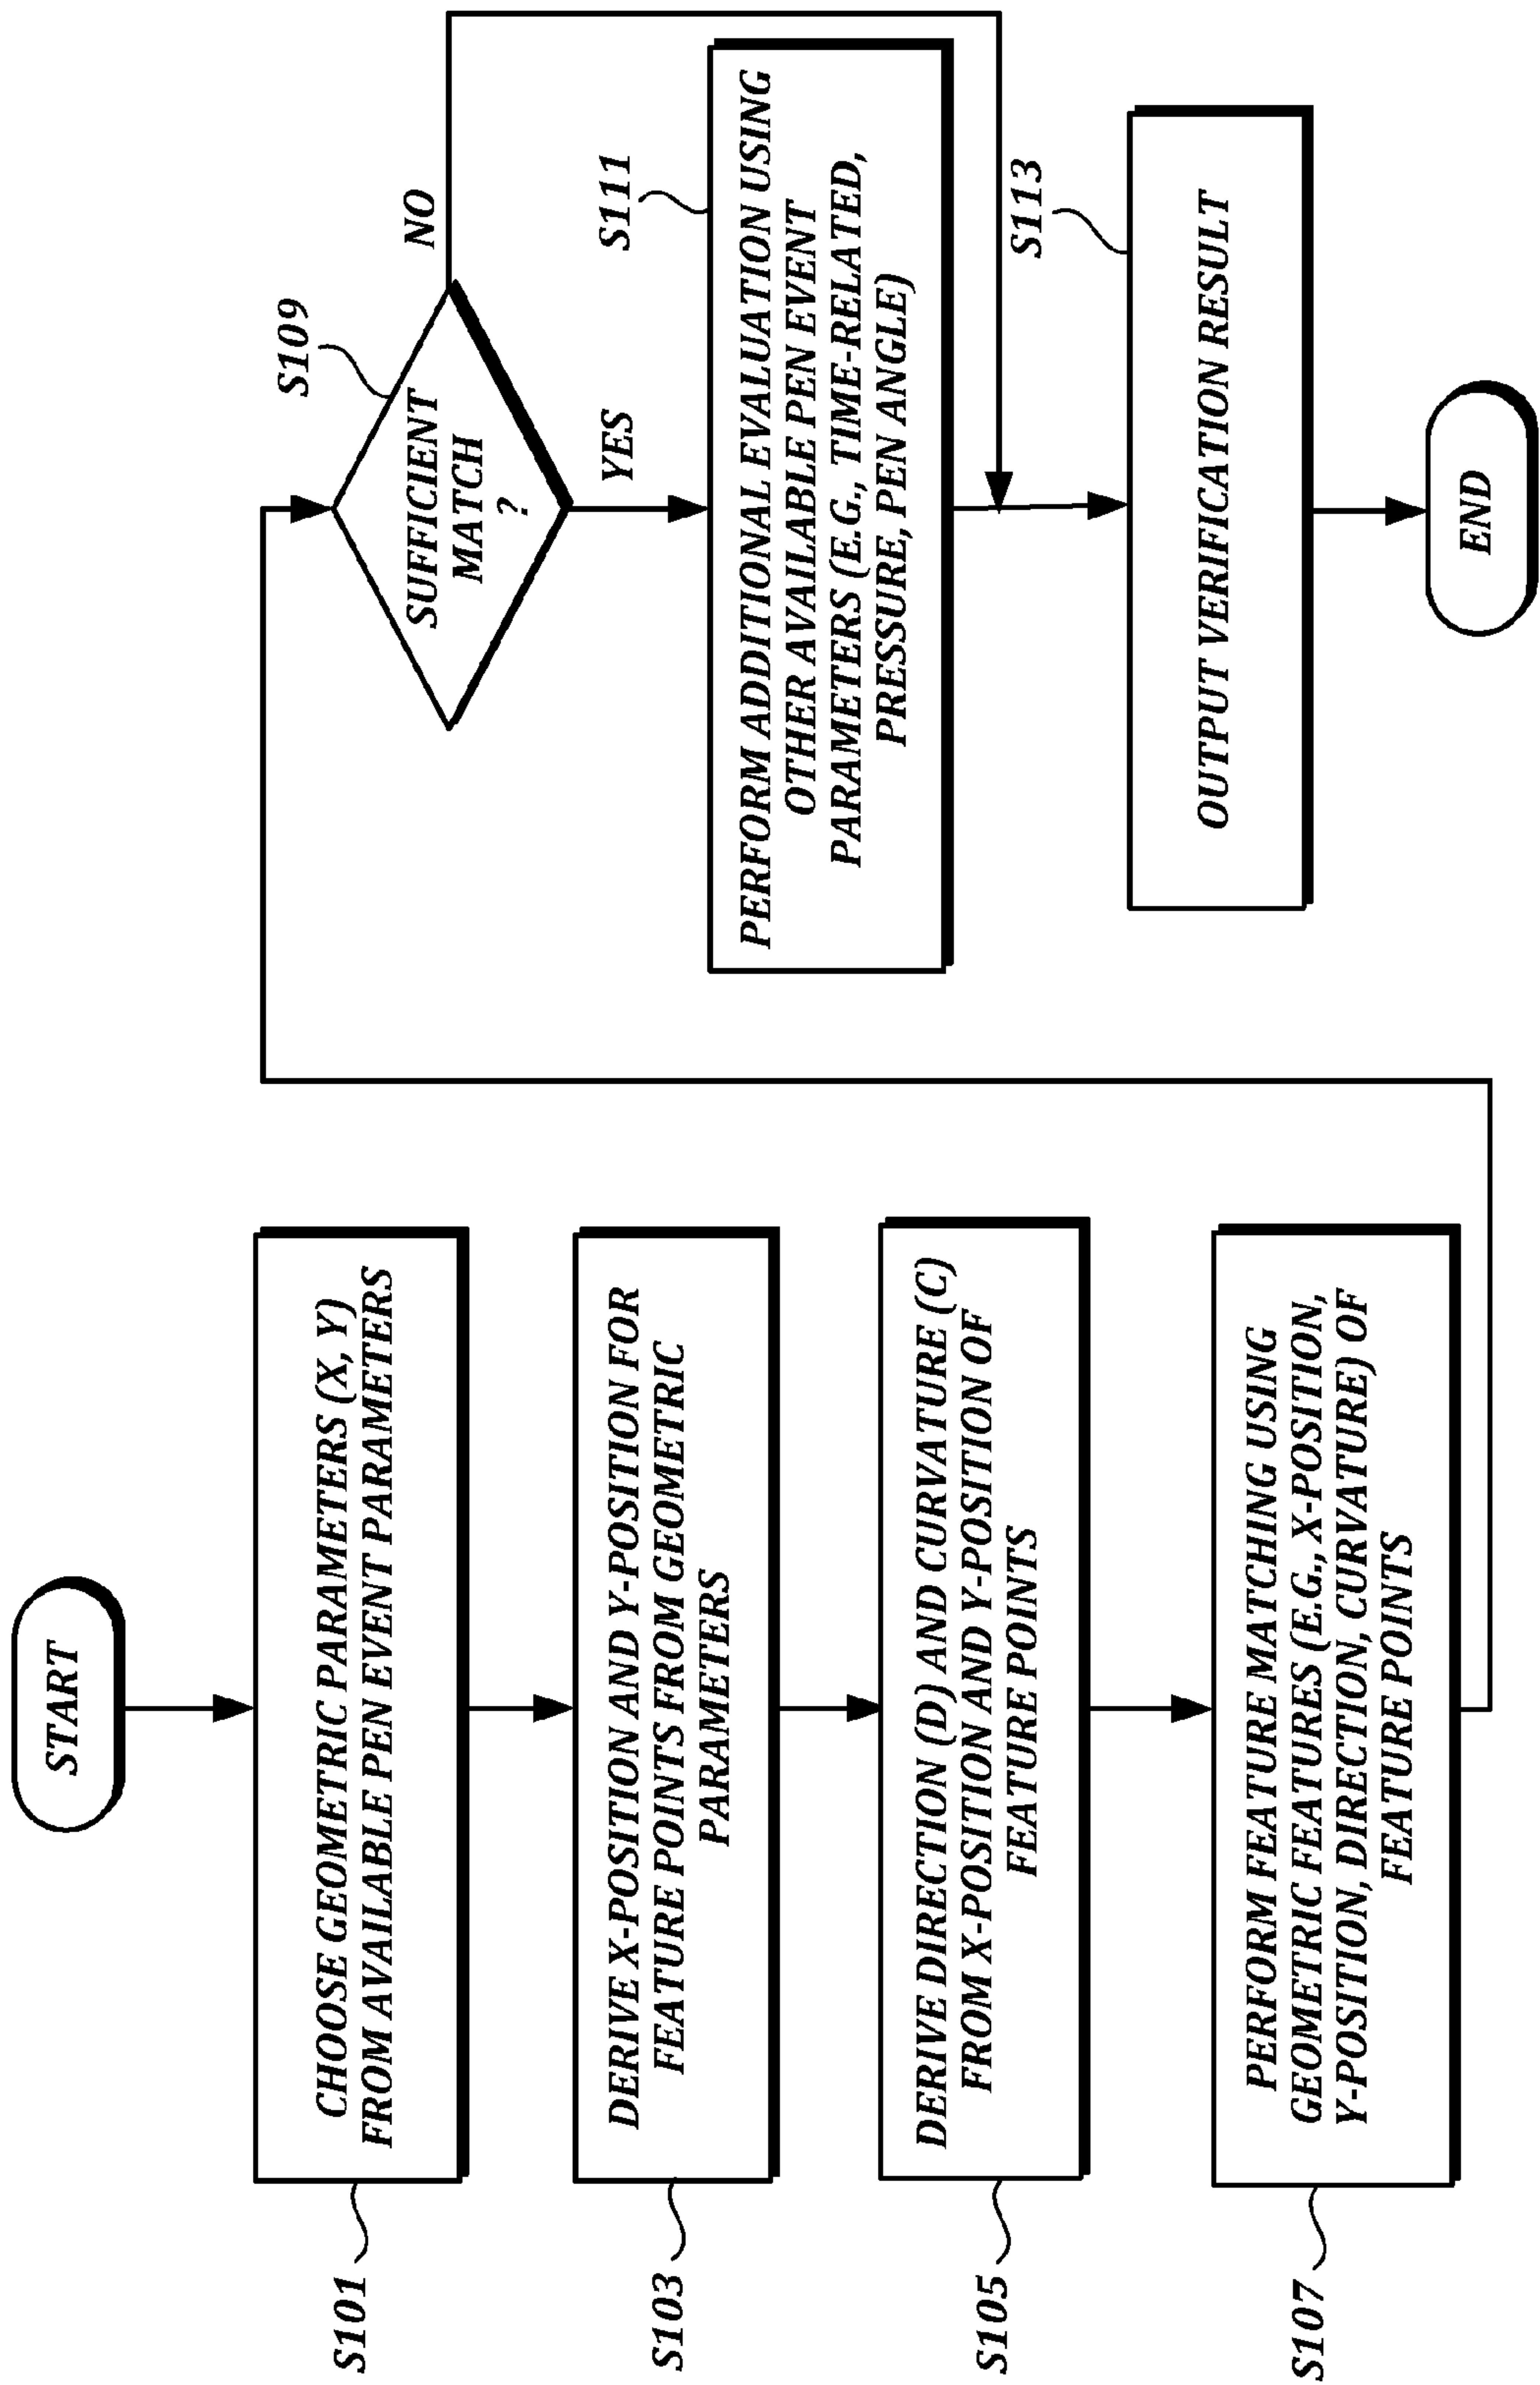 START
S101
CHOOSE GEOMETRIC PARAMETERS (X, Y)
FROM AVAILABLE PEN EVENT PARAMETERS
S103
DERIVE X-POSITION AND Y-POSITION FOR
FEATURE POINTS FROM GEOMETRIC
PARAMETERS
S105
DERIVE DIRECTION (D) AND CURVATURE (C)
FROM X-POSITION AND Y-POSITION OF
FEATURE POINTS
S107
PERFORM FEATURE MATCHING USING
GEOMETRIC FEATURES (E.G., X-POSITION,
Y-POSITION, DIRECTION, CURVATURE) OF
FEATURE POINTS
S109
SUFFICIENT
MATCH
?
NO
YES
S111
PERFORM ADDITIONAL EVALUATION USING
OTHER AVAILABLE PEN EVENT
PARAMETERS (E.G., TIME-RELATED,
PRESSURE, PEN ANGLE)
S113
OUTPUT VERIFICATION RESULT
END